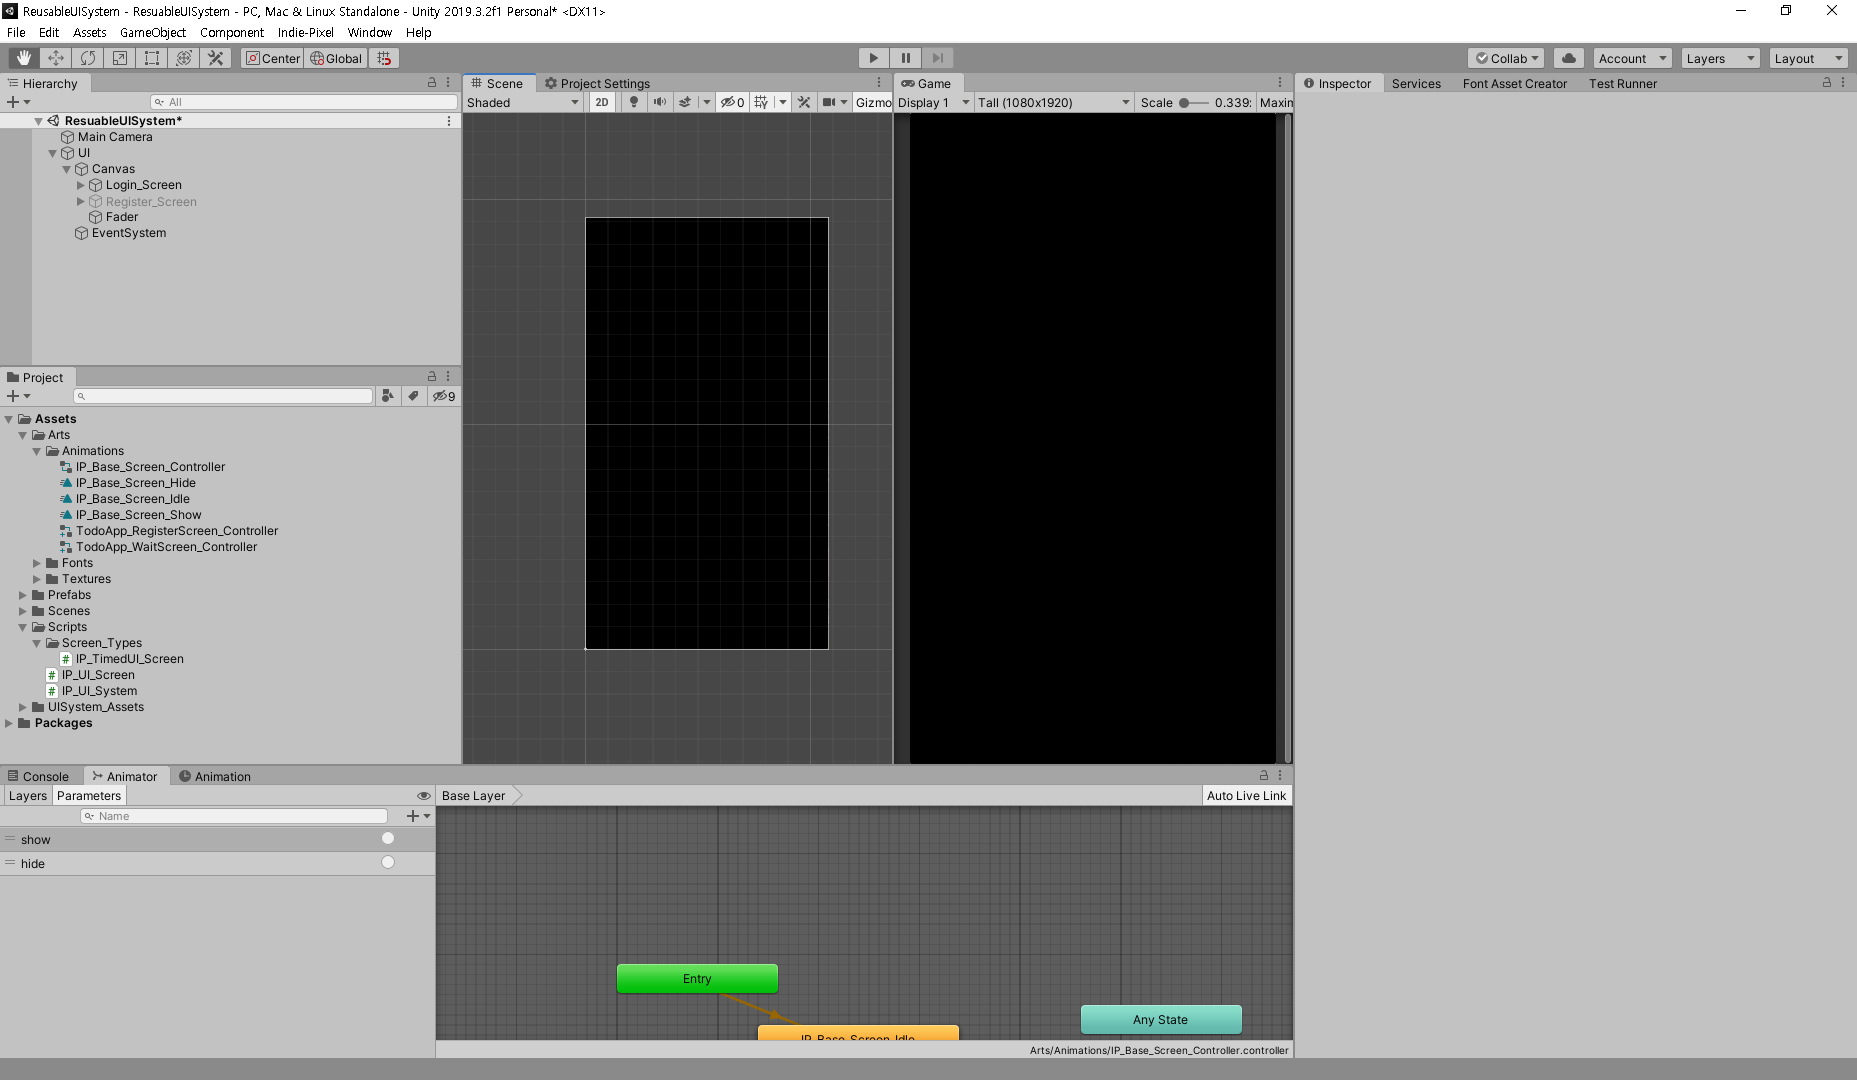 ReusableUISystem - ResuableUISystem - PC, Mac & Linux Standalone - Unity 2019.3.2f1 Personal* <DX11>
File Edit Assets GameObject Component Indie-Pixel Window Help
Center Global Collab Account Layers Layout
Hierarchy
All
ResuableUISystem*
Main Camera
UI
Canvas
Login_Screen
Register_Screen
Fader
EventSystem
Project
9
Assets
Arts
Animations
IP_Base_Screen_Controller
IP_Base_Screen_Hide
IP_Base_Screen_Idle
IP_Base_Screen_Show
TodoApp_RegisterScreen_Controller
TodoApp_WaitScreen_Controller
Fonts
Textures
Prefabs
Scenes
Scripts
Screen_Types
IP_TimedUI_Screen
IP_UI_Screen
IP_UI_System
UISystem_Assets
Packages
Scene Project Settings
Shaded 2D 0 Gizmo
Game
Display 1 Tall (1080x1920) Scale 0.339: Maxin
Inspector Services Font Asset Creator Test Runner
Console Animator Animation
Layers Parameters Base Layer Auto Live Link
Name
show
hide
Entry
Any State
IP_Base_Screen_Idle
Arts/Animations/IP_Base_Screen_Controller.controller